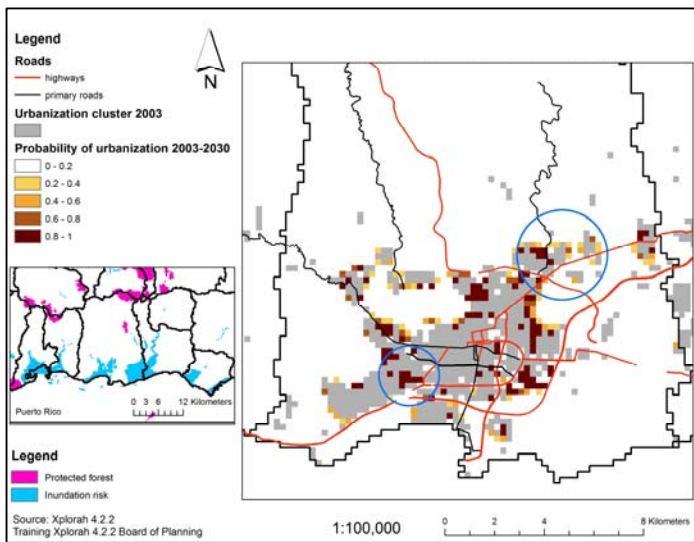 Legend
Roads
highways
primary roads
Urbanization cluster 2003
Probability of urbanization 2003-2030
0 - 0.2
0.2 - 0.4
0.4 - 0.6
0.6 - 0.8
0.8 - 1
N
Puerto Rico
0 3 6 12 Kilometers
Legend
Protected forest
Inundation risk
Source: Xplorah 4.2.2
Training Xplorah 4.2.2 Board of Planning
1:100,000
0 2 4 8 Kilometers